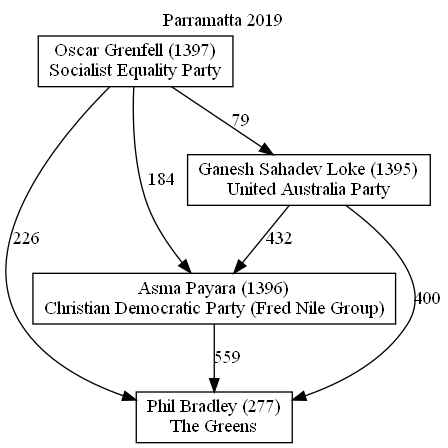 Parramatta 2019
Oscar Grenfell (1397)
Socialist Equality Party
79
Ganesh Sahadev Loke (1395)
United Australia Party
184
226
432
Asma Payara (1396)
Christian Democratic Party (Fred Nile Group)
400
559
Phil Bradley (277)
The Greens